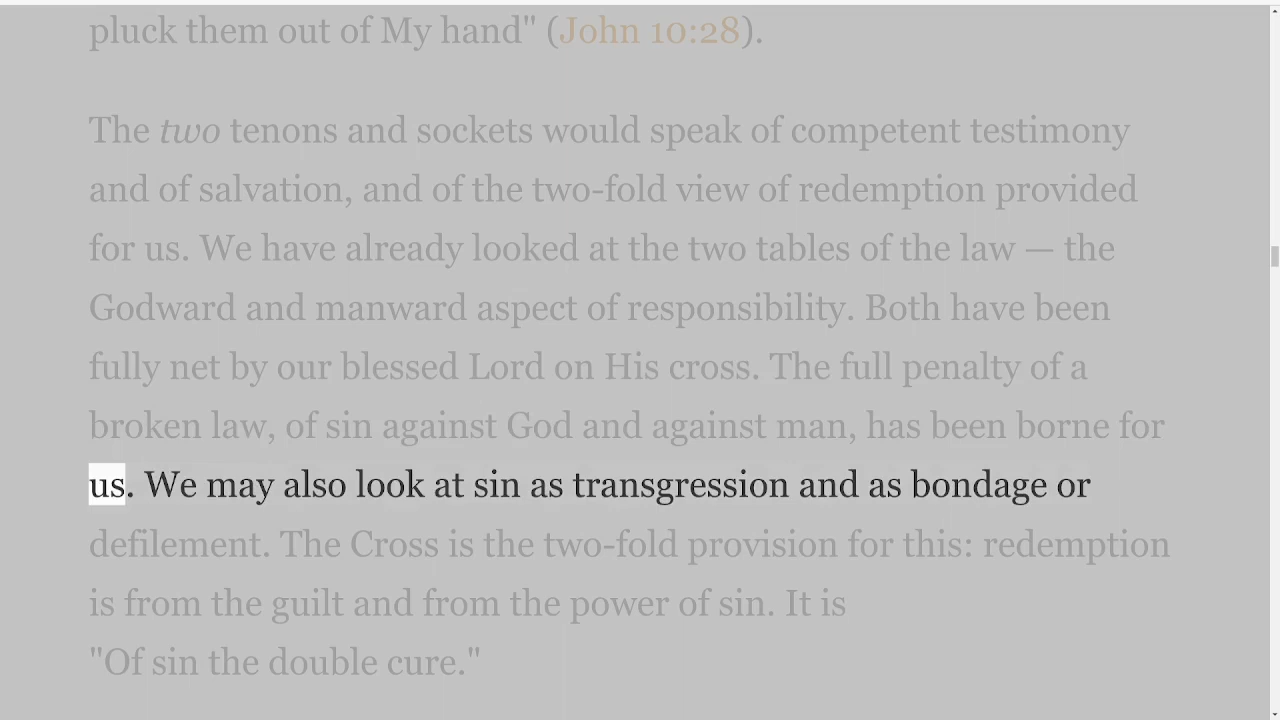 pluck them out of My hand" (John 10:28).
The two tenons and sockets would speak of competent testimony
and of salvation, and of the two-fold view of redemption provided
for us. We have already looked at the two tables of the law — the
Godward and manward aspect of responsibility. Both have been
fully net by our blessed Lord on His cross. The full penalty of a
broken law, of sin against God and against man, has been borne for
us. We may also look at sin as transgression and as bondage or
defilement. The Cross is the two-fold provision for this: redemption
is from the guilt and from the power of sin. It is
"Of sin the double cure."